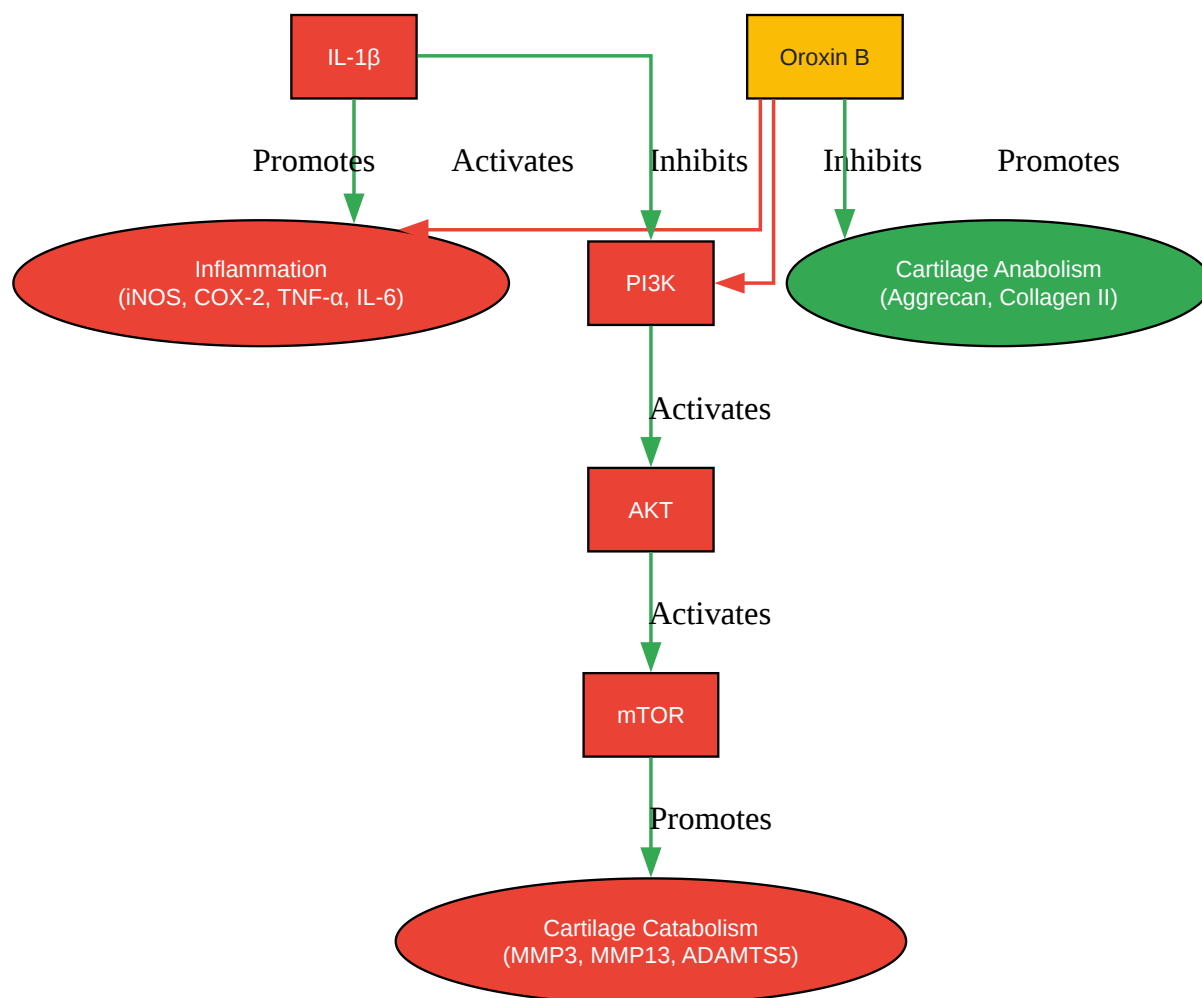 IL-1β
Oroxin B
Promotes
Activates
Inhibits
Inhibits
Promotes
Inflammation
(iNOS, COX-2, TNF-α, IL-6)
PI3K
Cartilage Anabolism
(Aggrecan, Collagen II)
Activates
AKT
Activates
mTOR
Promotes
Cartilage Catabolism
(MMP3, MMP13, ADAMTS5)